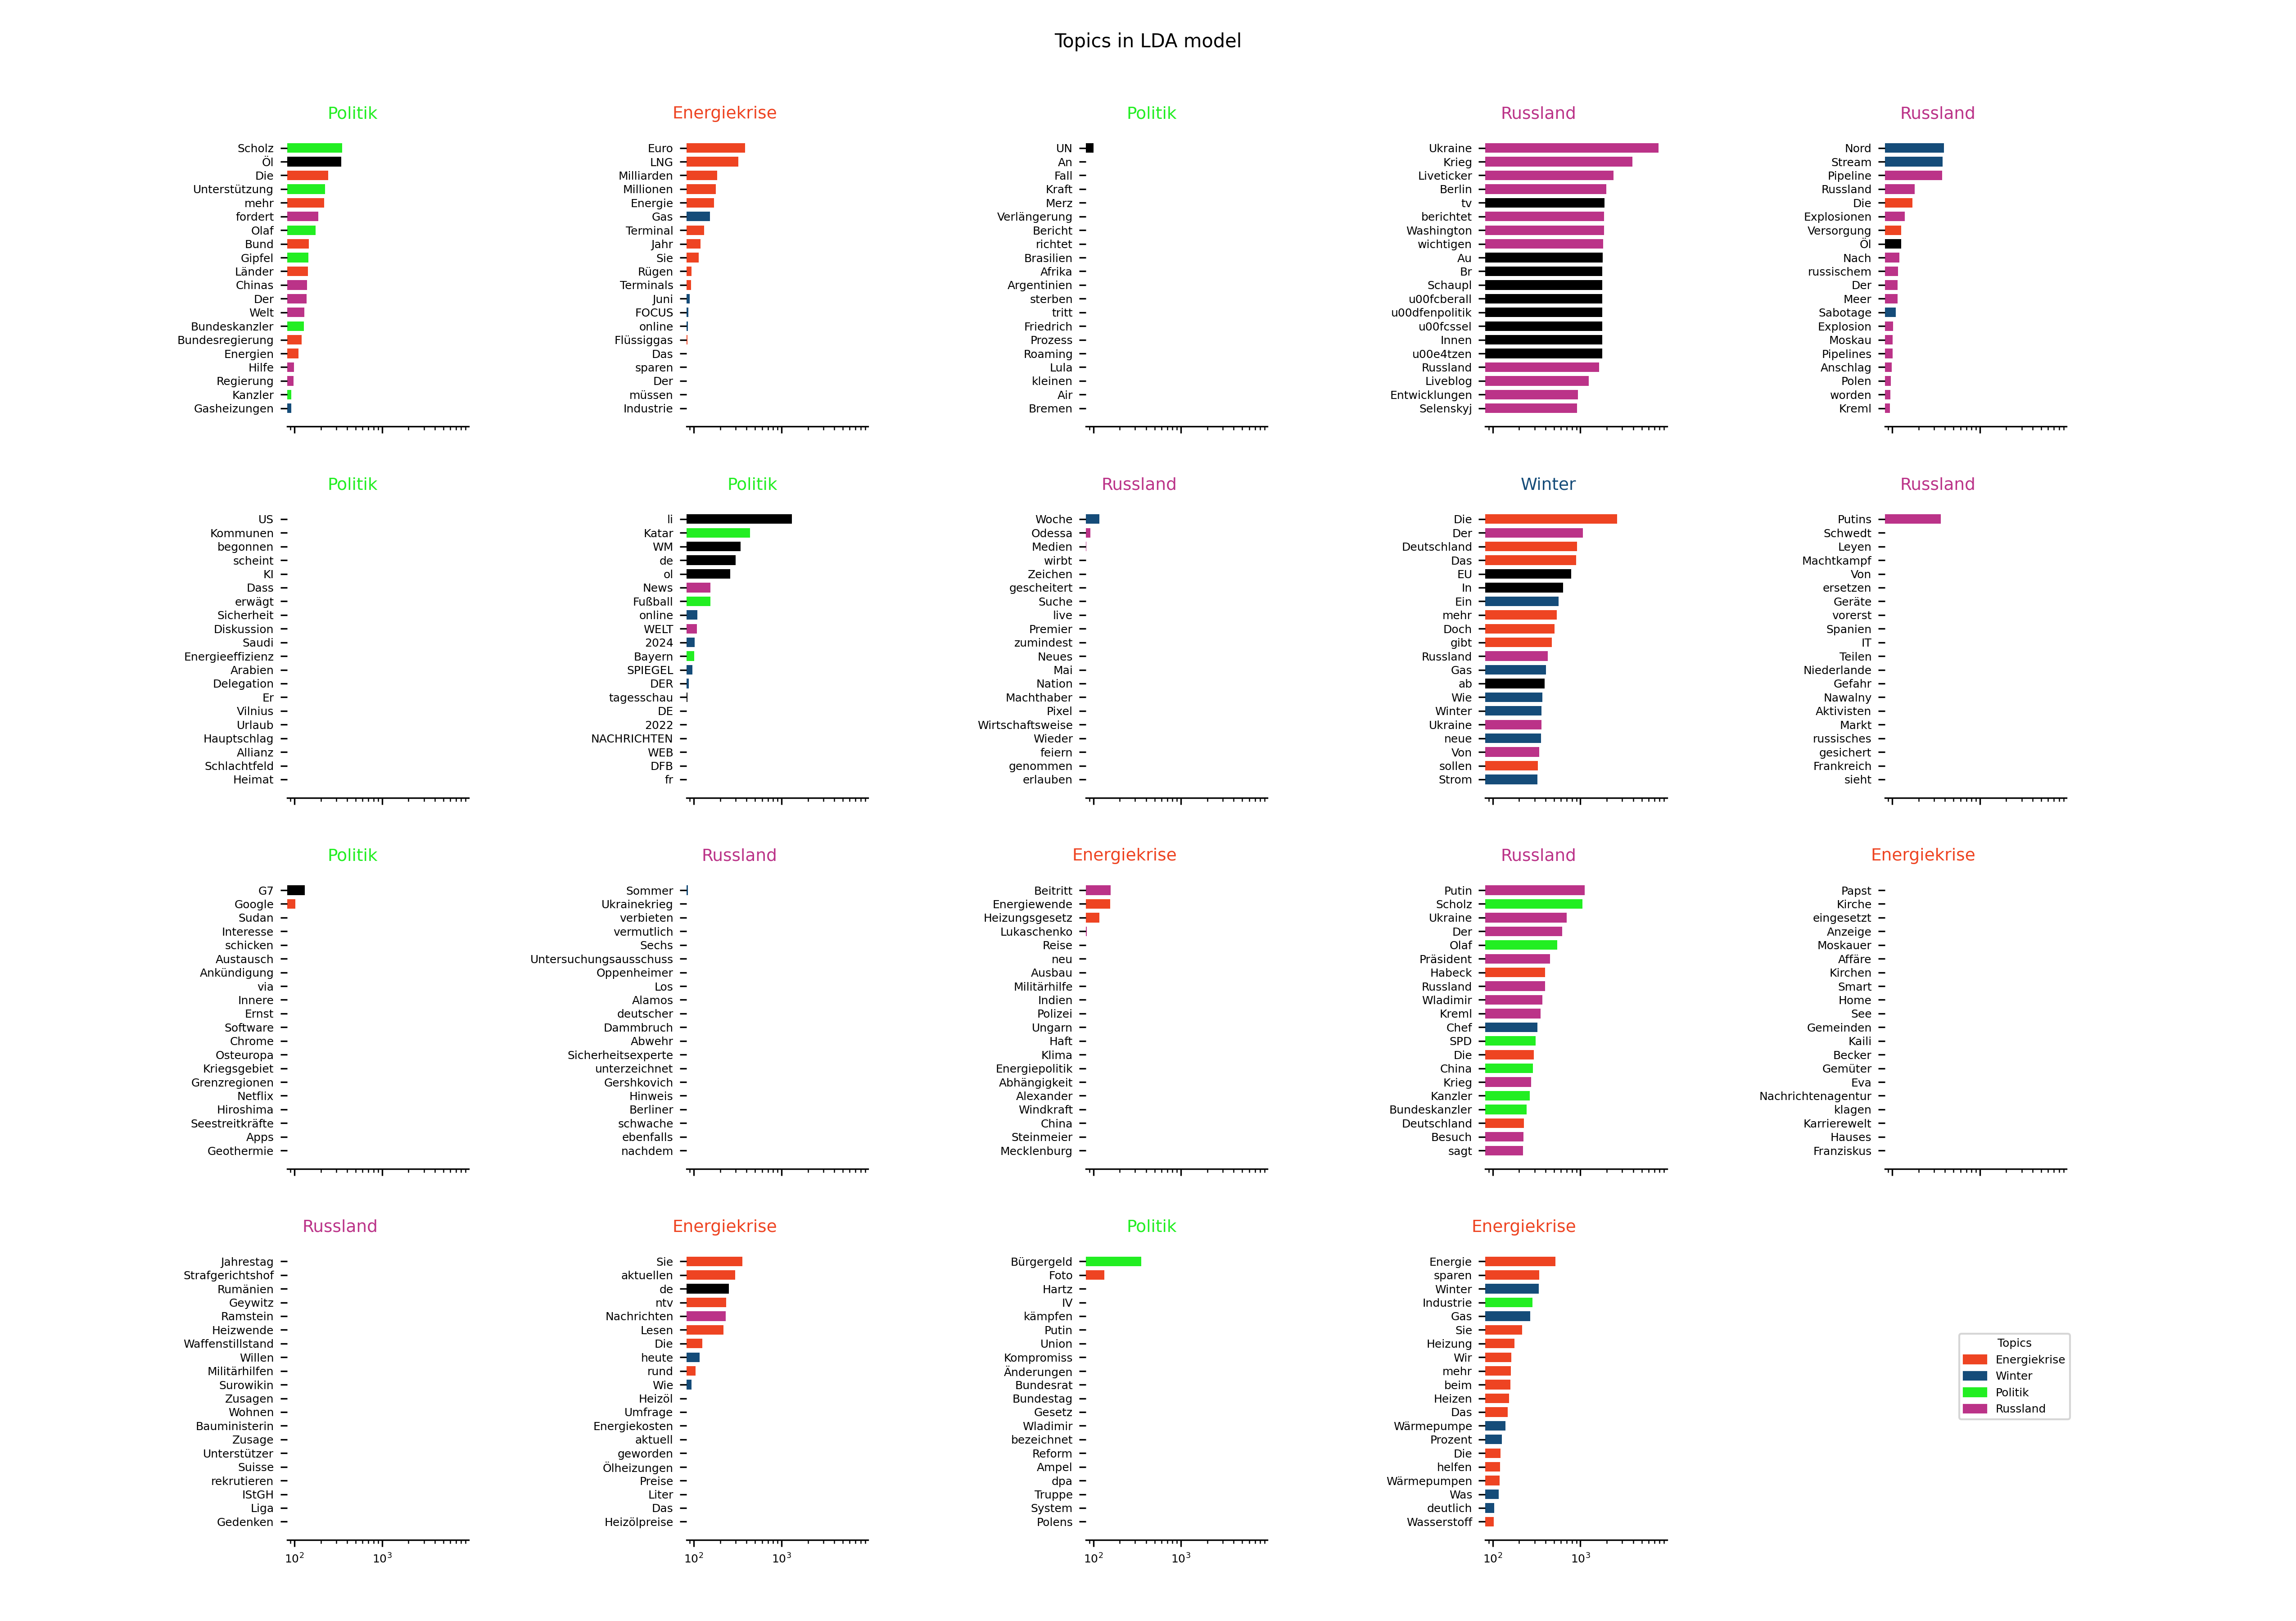 Topics in LDA model
Politik
Scholz
Öl
Die
Unterstützung
mehr
fordert
Olaf
Bund
Gipfel
Länder
Chinas
Der
Welt
Bundeskanzler
Bundesregierung
Energien
Hilfe
Regierung
Kanzler
Gasheizungen
Energiekrise
Euro
LNG
Milliarden
Millionen
Energie
Gas
Terminal
Jahr
Sie
Rügen
Terminals
Juni
FOCUS
online
Flüssiggas
Das
sparen
Der
müssen
Industrie
Politik
UN
An
Fall
Kraft
Merz
Verlängerung
Bericht
richtet
Brasilien
Afrika
Argentinien
sterben
tritt
Friedrich
Prozess
Roaming
Lula
kleinen
Air
Bremen
Russland
Ukraine
Krieg
Liveticker
Berlin
tv
berichtet
Washington
wichtigen
Au
Br
Schaupl
u00fcberall
u00dfenpolitik
u00fcssel
Innen
u00e4tzen
Russland
Liveblog
Entwicklungen
Selenskyj
Russland
Nord
Stream
Pipeline
Russland
Die
Explosionen
Versorgung
Öl
Nach
russischem
Der
Meer
Sabotage
Explosion
Moskau
Pipelines
Anschlag
Polen
worden
Kreml
Politik
US
Kommunen
begonnen
scheint
KI
Dass
erwägt
Sicherheit
Diskussion
Saudi
Energieeffizienz
Arabien
Delegation
Er
Vilnius
Urlaub
Hauptschlag
Allianz
Schlachtfeld
Heimat
Politik
li
Katar
WM
de
ol
News
Fußball
online
WELT
2024
Bayern
SPIEGEL
DER
tagesschau
DE
2022
NACHRICHTEN
WEB
DFB
fr
Russland
Woche
Odessa
Medien
wirbt
Zeichen
gescheitert
Suche
live
Premier
zumindest
Neues
Mai
Nation
Machthaber
Pixel
Wirtschaftsweise
Wieder
feiern
genommen
erlauben
Winter
Die
Der
Deutschland
Das
EU
In
Ein
mehr
Doch
gibt
Russland
Gas
ab
Wie
Winter
Ukraine
neue
Von
sollen
Strom
Russland
Putins
Schwedt
Leyen
Machtkampf
Von
ersetzen
Geräte
vorerst
Spanien
IT
Teilen
Niederlande
Gefahr
Nawalny
Aktivisten
Markt
russisches
gesichert
Frankreich
sieht
Politik
G7
Google
Sudan
Interesse
schicken
Austausch
Ankündigung
via
Innere
Ernst
Software
Chrome
Osteuropa
Kriegsgebiet
Grenzregionen
Netflix
Hiroshima
Seestreitkräfte
Apps
Geothermie
Russland
Sommer
Ukrainekrieg
verbieten
vermutlich
Sechs
Untersuchungsausschuss
Oppenheimer
Los
Alamos
deutscher
Dammbruch
Abwehr
Sicherheitsexperte
unterzeichnet
Gershkovich
Hinweis
Berliner
schwache
ebenfalls
nachdem
Energiekrise
Beitritt
Energiewende
Heizungsgesetz
Lukaschenko
Reise
neu
Ausbau
Militärhilfe
Indien
Polizei
Ungarn
Haft
Klima
Energiepolitik
Abhängigkeit
Alexander
Windkraft
China
Steinmeier
Mecklenburg
Russland
Putin
Scholz
Ukraine
Der
Olaf
Präsident
Habeck
Russland
Wladimir
Kreml
Chef
SPD
Die
China
Krieg
Kanzler
Bundeskanzler
Deutschland
Besuch
sagt
Energiekrise
Papst
Kirche
eingesetzt
Anzeige
Moskauer
Affäre
Kirchen
Smart
Home
See
Gemeinden
Kaili
Becker
Gemüter
Eva
Nachrichtenagentur
klagen
Karrierewelt
Hauses
Franziskus
Russland
Jahrestag
Strafgerichtshof
Rumänien
Geywitz
Ramstein
Heizwende
Waffenstillstand
Willen
Militärhilfen
Surowikin
Zusagen
Wohnen
Bauministerin
Zusage
Unterstützer
Suisse
rekrutieren
IStGH
Liga
Gedenken
10²
10³
Energiekrise
Sie
aktuellen
de
ntv
Nachrichten
Lesen
Die
heute
rund
Wie
Heizöl
Umfrage
Energiekosten
aktuell
geworden
Ölheizungen
Preise
Liter
Das
Heizölpreise
10²
10³
Politik
Bürgergeld
Foto
Hartz
IV
kämpfen
Putin
Union
Kompromiss
Änderungen
Bundesrat
Bundestag
Gesetz
Wladimir
bezeichnet
Reform
Ampel
dpa
Truppe
System
Polens
10²
10³
Energiekrise
Energie
sparen
Winter
Industrie
Gas
Sie
Heizung
Wir
mehr
beim
Heizen
Das
Wärmepumpe
Prozent
Die
helfen
Wärmepumpen
Was
deutlich
Wasserstoff
10²
10³
Topics
Energiekrise
Winter
Politik
Russland